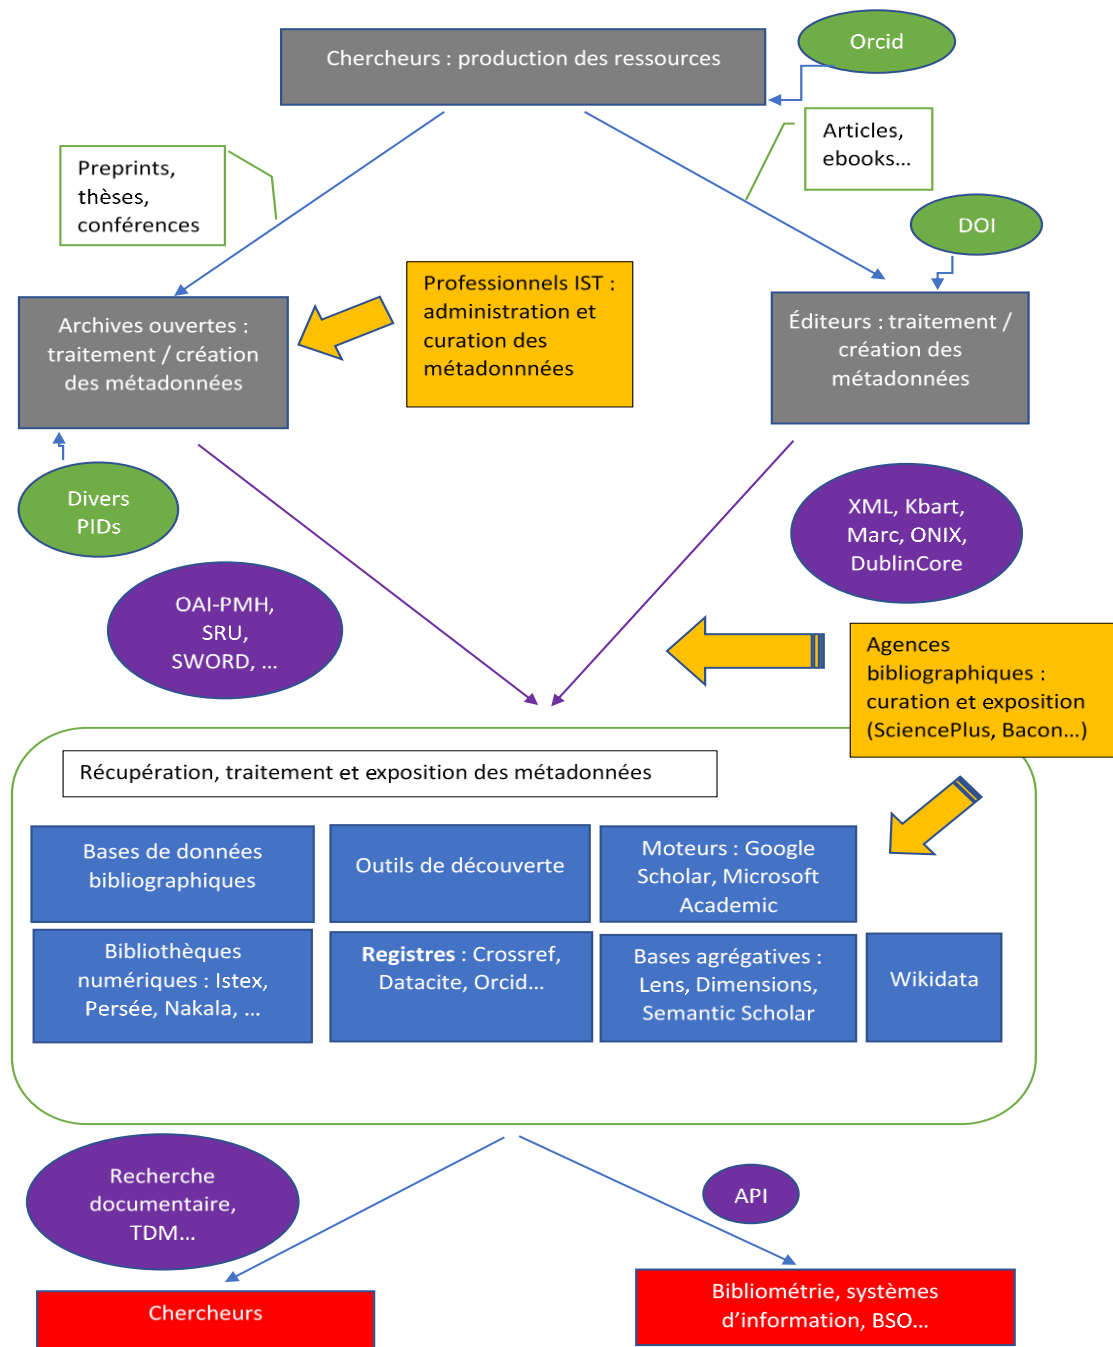 Orcid
Chercheurs : production des ressources
Articles,
ebooks...
Preprints,
thèses,
conférences
DOI
Professionnels IST :
administration et
curation des
métadonnnées
Archives ouvertes :
traitement / création
des métadonnées
Éditeurs : traitement /
création des
métadonnées
Divers
PIDs
XML, Kbart,
Marc, ONIX,
DublinCore
OAI-PMH,
SRU,
SWORD, ...
Agences
bibliographiques :
curation et exposition
(SciencePlus, Bacon...)
Récupération, traitement et exposition des métadonnées
Bases de données
bibliographiques
Outils de découverte
Moteurs : Google
Scholar, Microsoft
Academic
Bibliothèques
numériques : Istex,
Persée, Nakala, ...
Registres : Crossref,
Datacite, Orcid...
Bases agrégatives :
Lens, Dimensions,
Semantic Scholar
Wikidata
Recherche
documentaire,
TDM...
API
Chercheurs
Bibliométrie, systèmes
d'information, BSO...